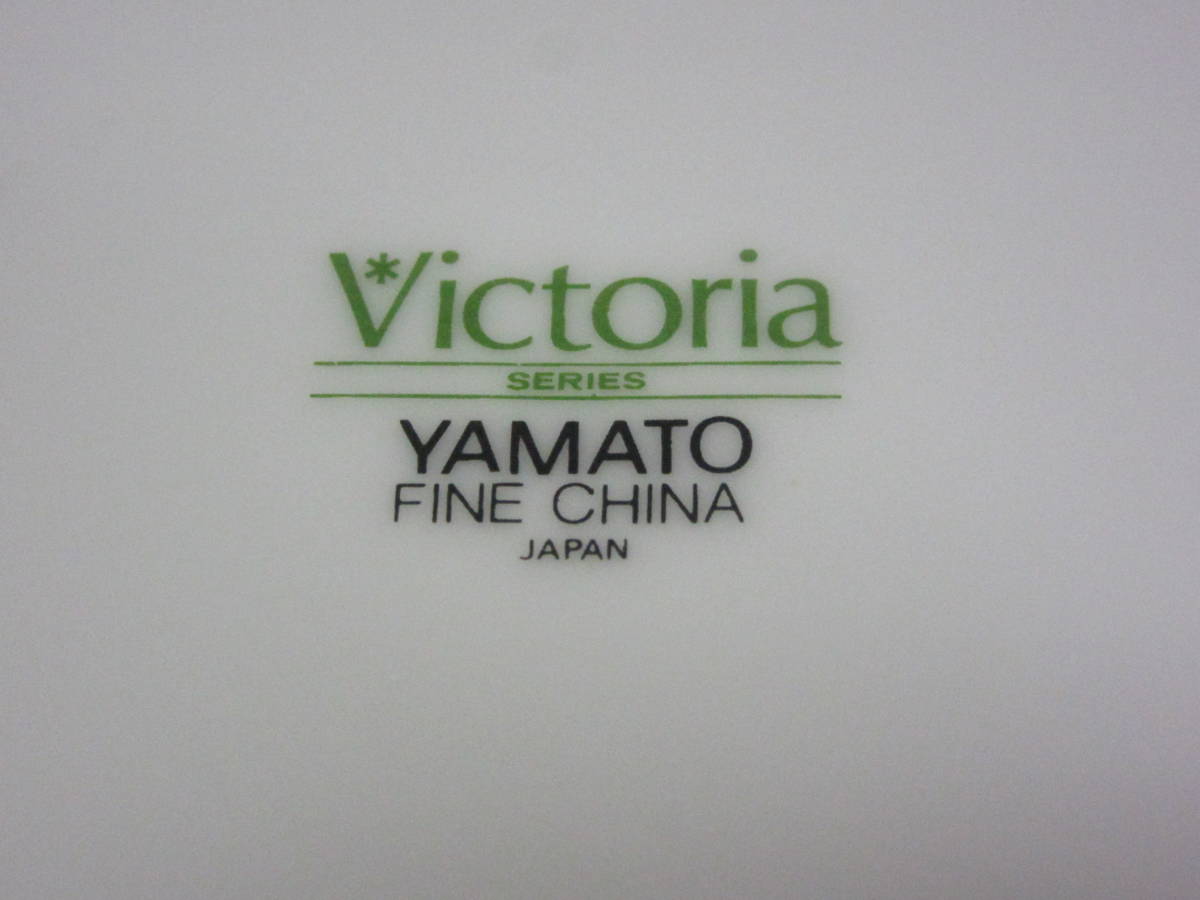 Victoria
SERIES
YAMATO
FINE CHINA
JAPAN